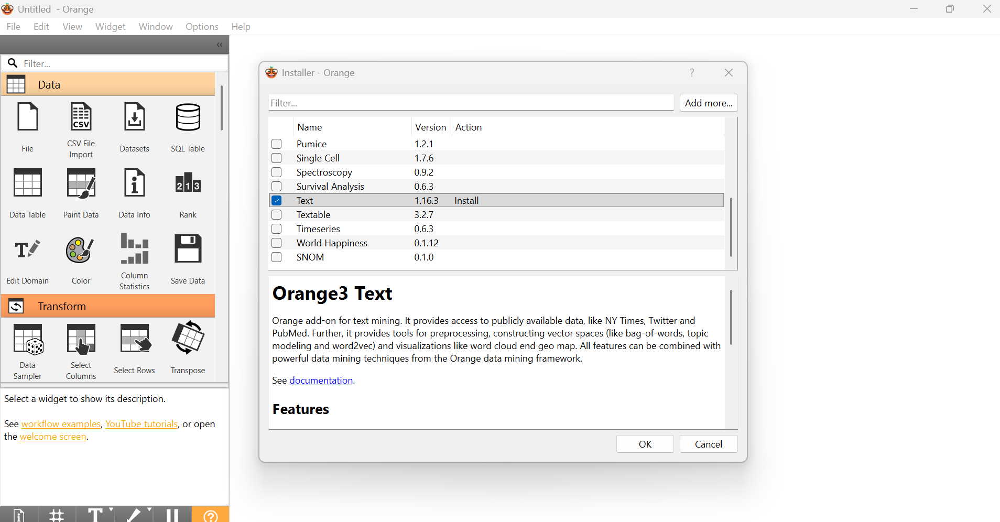 Untitled - Orange
File Edit View Widget Window Options Help
«
Filter...
Data
File
CSV
CSV File
Import
Datasets
SQL Table
Data Table
Paint Data
Data Info
2 1 3
Rank
Edit Domain
Color
Column
Statistics
Save Data
Transform
Data
Sampler
Select
Columns
Select Rows
Transpose
Select a widget to show its description.
See workflow examples, YouTube tutorials, or open
the welcome screen.
Installer - Orange
?
Filter...
Add more...
Name Version Action
Pumice 1.2.1
Single Cell 1.7.6
Spectroscopy 0.9.2
Survival Analysis 0.6.3
Text 1.16.3 Install
Textable 3.2.7
Timeseries 0.6.3
World Happiness 0.1.12
SNOM 0.1.0
Orange3 Text
Orange add-on for text mining. It provides access to publicly available data, like NY Times, Twitter and
PubMed. Further, it provides tools for preprocessing, constructing vector spaces (like bag-of-words, topic
modeling and word2vec) and visualizations like word cloud end geo map. All features can be combined with
powerful data mining techniques from the Orange data mining framework.
See documentation.
Features
OK
Cancel